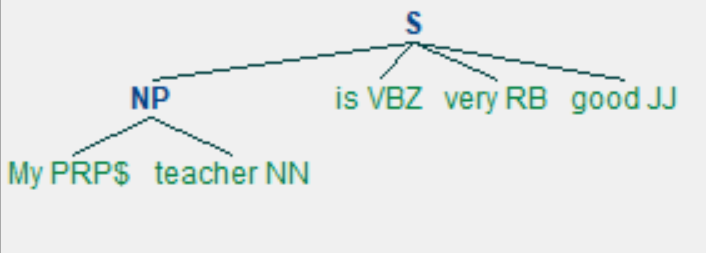 S
NP is VBZ very RB good JJ
My PRP$ teacher NN